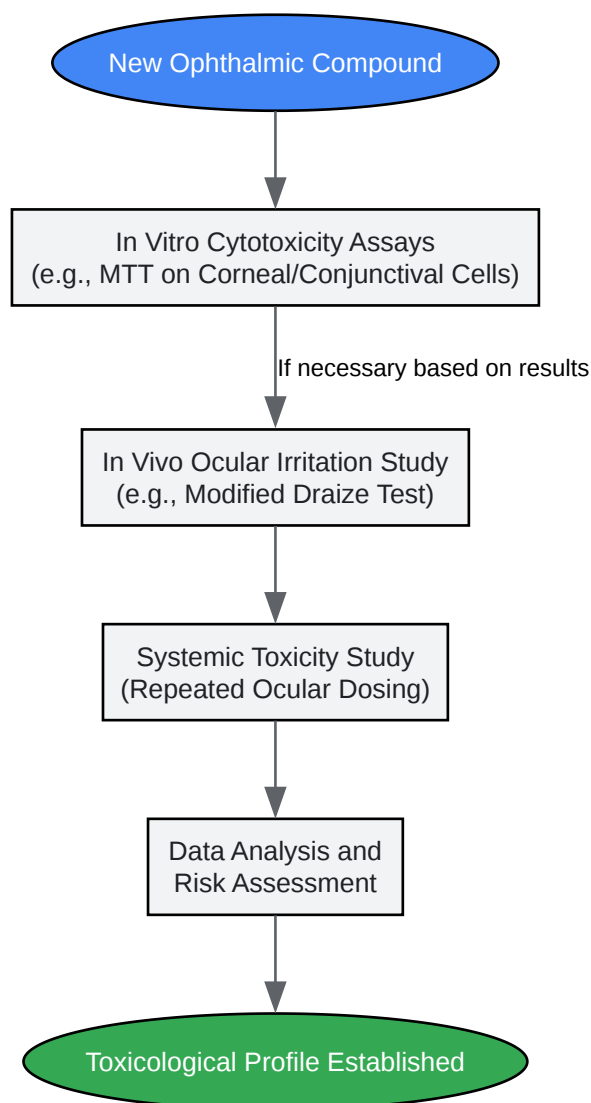 New Ophthalmic Compound
In Vitro Cytotoxicity Assays
(e.g., MTT on Corneal/Conjunctival Cells)
If necessary based on results
In Vivo Ocular Irritation Study
(e.g., Modified Draize Test)
Systemic Toxicity Study
(Repeated Ocular Dosing)
Data Analysis and
Risk Assessment
Toxicological Profile Established